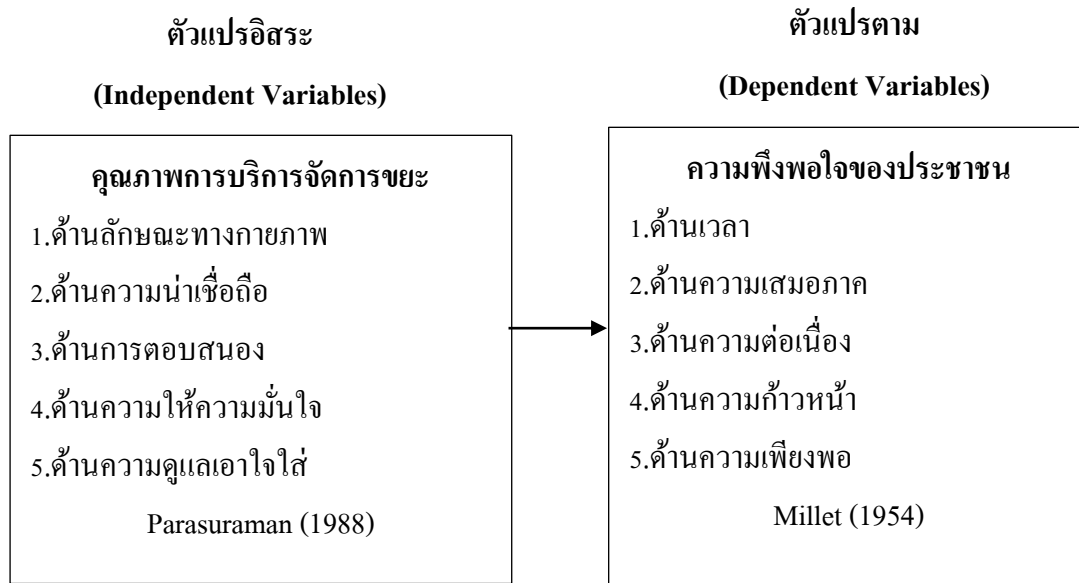 ตัวแปรอิสระ
(Independent Variables)
คุณภาพการบริการจัดการขยะ
1.ด้านลักษณะทางกายภาพ
2.ด้านความน่าเชื่อถือ
3.ด้านการตอบสนอง
4.ด้านความให้ความมั่นใจ
5.ด้านความดูแลเอาใจใส่
Parasuraman (1988)
ตัวแปรตาม
(Dependent Variables)
ความพึงพอใจของประชาชน
1.ด้านเวลา
2.ด้านความเสมอภาค
3.ด้านความต่อเนื่อง
4.ด้านความก้าวหน้า
5.ด้านความเพียงพอ
Millet (1954)